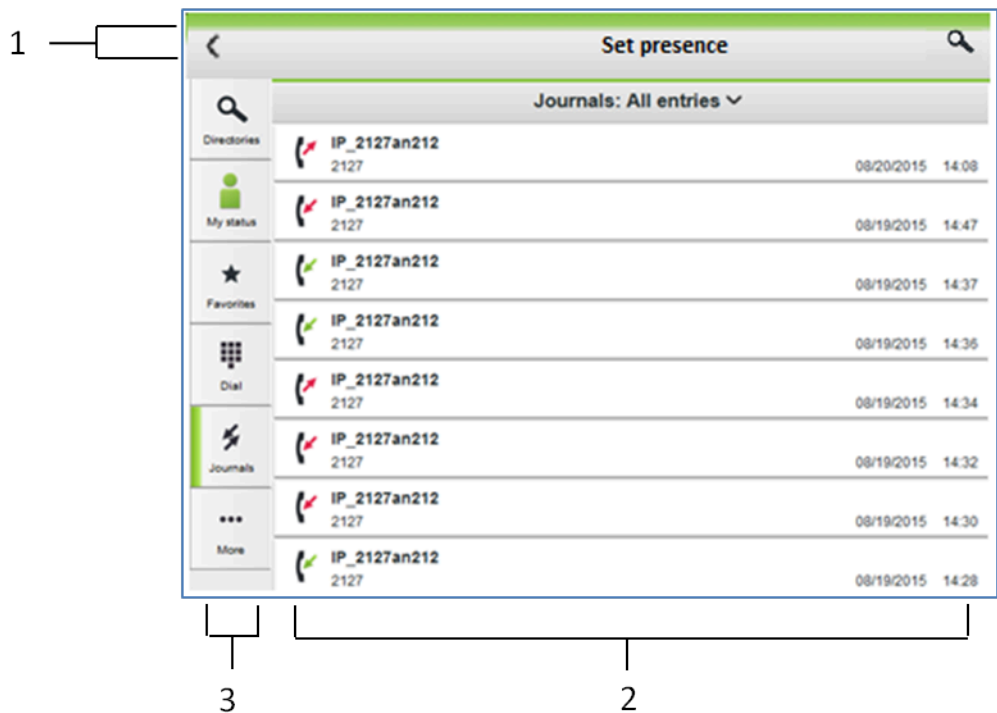 1
Set presence
Journals: All entries
Directories
My status
Favorites
Dial
Journals
More
IP_2127an212
2127 08/20/2015 14:08
IP_2127an212
2127 08/19/2015 14:47
IP_2127an212
2127 08/19/2015 14:37
IP_2127an212
2127 08/19/2015 14:36
IP_2127an212
2127 08/19/2015 14:34
IP_2127an212
2127 08/19/2015 14:32
IP_2127an212
2127 08/19/2015 14:30
IP_2127an212
2127 08/19/2015 14:28
3
2